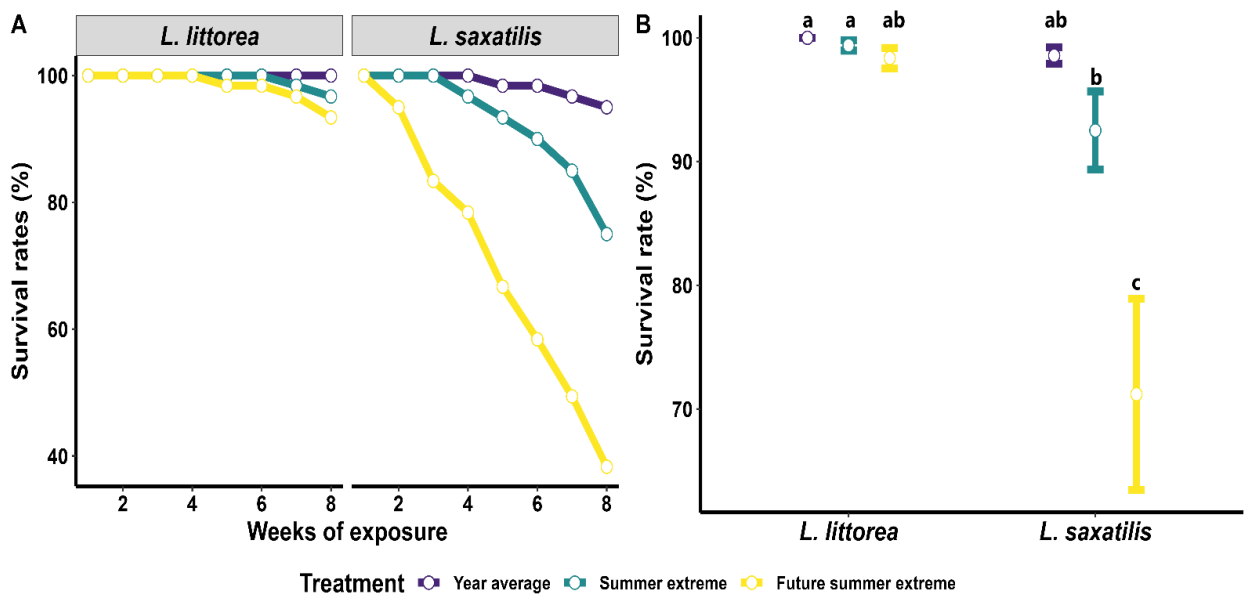 A
L. littorea
L. saxatilis
Survival rates (%)
100
80
60
40
2 4 6 8
2 4 6 8
Weeks of exposure
B
Survival rate (%)
100
90
80
70
a a ab
ab b c
L. littorea L. saxatilis
Treatment Year average Summer extreme Future summer extreme